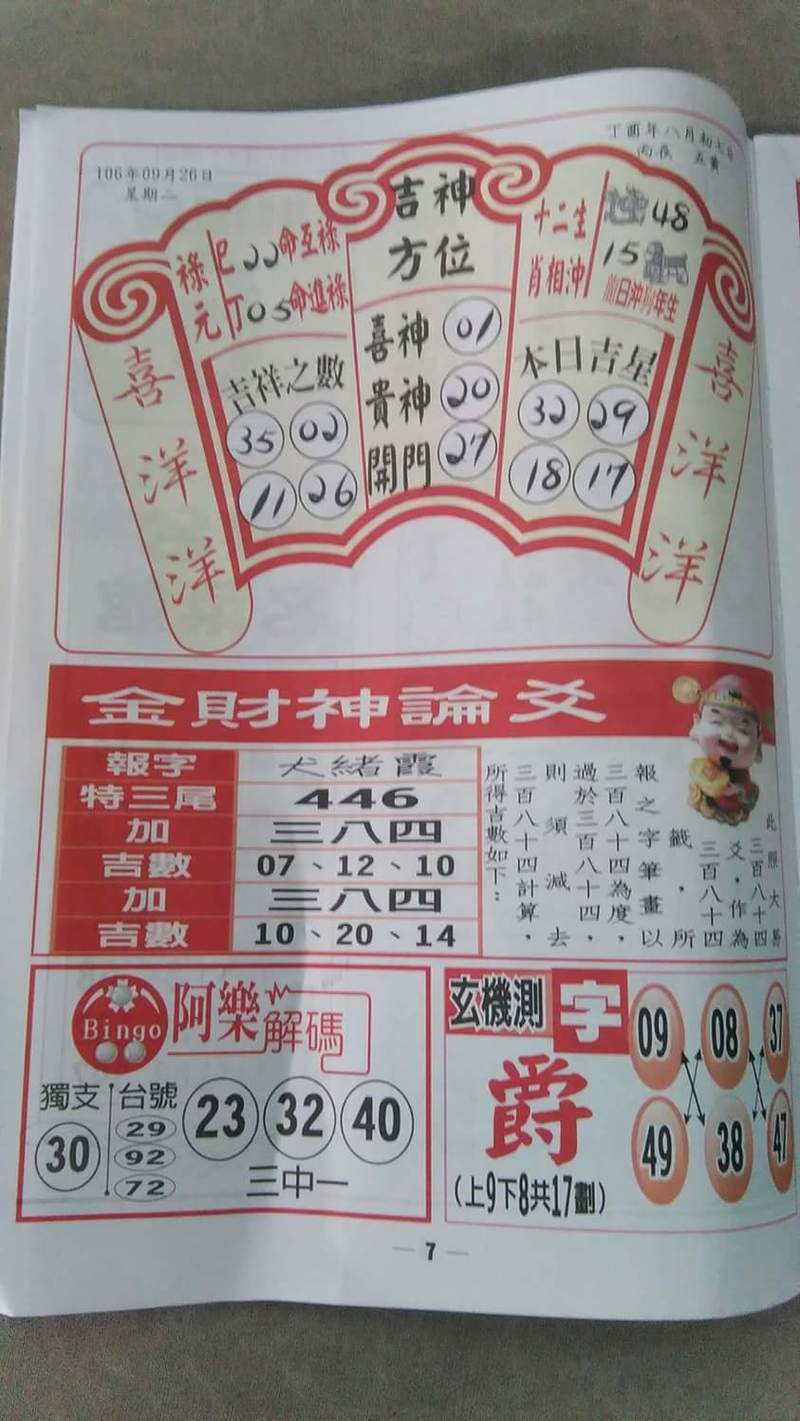 106年09月26日
星期二
丁酉年八月初七日
吉神
方位
喜神 01
貴神 20
開門 27
祿元
巳22命互祿
丁05命進祿
吉祥之數
35 02
11 26
十二生
肖相沖
48
15
本日吉星
32 29
18 17
喜洋洋
喜洋洋
金財神論爻
報字 犬緒霞
特三尾 446
加 三八四
吉數 07、12、10
加 三八四
吉數 10、20、14
三百八十四
爻，作為
三百八十四
籤，所
報之字筆畫以
三百八十四為度，
過於三百八十四，
則須減去
三百八十四計算，
所得吉數如下：
Bingo
阿樂解碼
獨支
30
台號
29
92
72
23 32 40
三中一
玄機測字
爵
(上9下8共17劃)
09 08 37
49 38 47
7